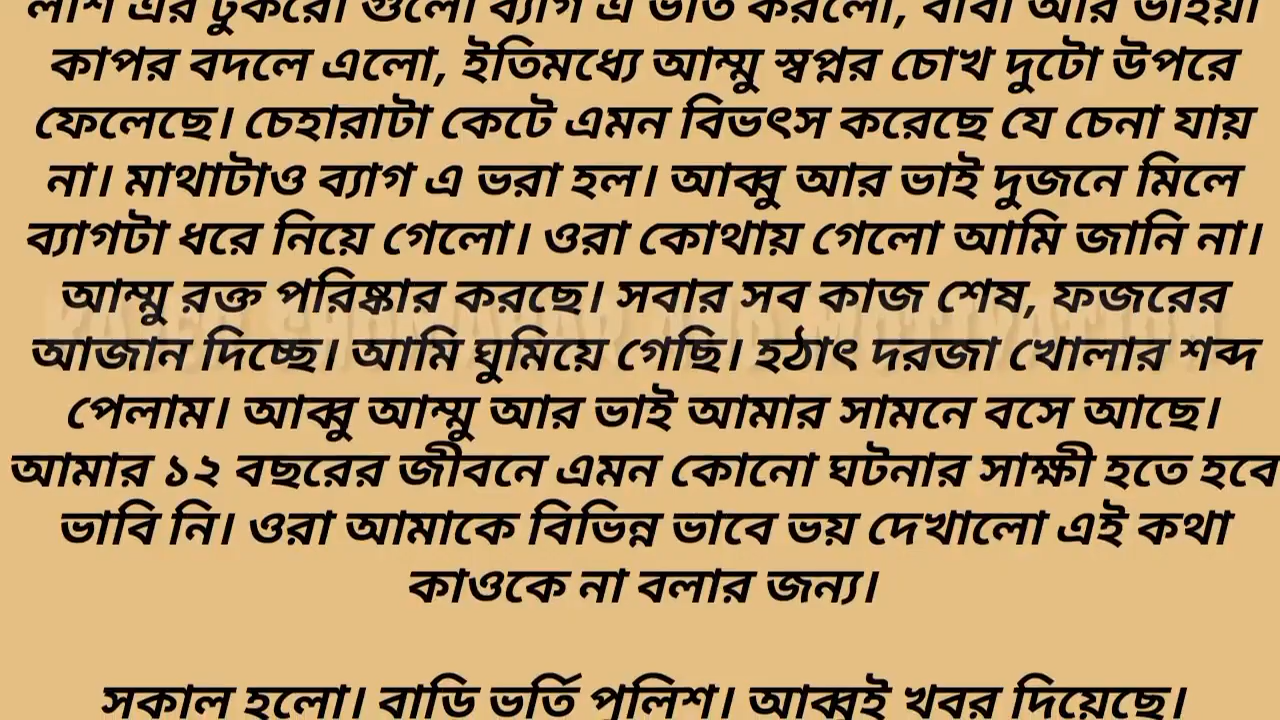 লাশ এর টুকরো গুলো ব্যাগ এ ভর্তি করলো, বাবা আর ভাইয়া
কাপর বদলে এলো, ইতিমধ্যে আম্মু স্বপ্নর চোখ দুটো উপরে
ফেলেছে। চেহারাটা কেটে এমন বিভৎস করেছে যে চেনা যায়
না। মাথাটাও ব্যাগ এ ভরা হল। আব্বু আর ভাই দুজনে মিলে
ব্যাগটা ধরে নিয়ে গেলো। ওরা কোথায় গেলো আমি জানি না।
আম্মু রক্ত পরিষ্কার করছে। সবার সব কাজ শেষ, ফজরের
আজান দিচ্ছে। আমি ঘুমিয়ে গেছি। হঠাৎ দরজা খোলার শব্দ
পেলাম। আব্বু আম্মু আর ভাই আমার সামনে বসে আছে।
আমার ১২ বছরের জীবনে এমন কোনো ঘটনার সাক্ষী হতে হবে
ভাবি নি। ওরা আমাকে বিভিন্ন ভাবে ভয় দেখালো এই কথা
কাওকে না বলার জন্য।
সকাল হলো। বাড়ি ভর্তি পুলিশ। আব্বুই খবর দিয়েছে।